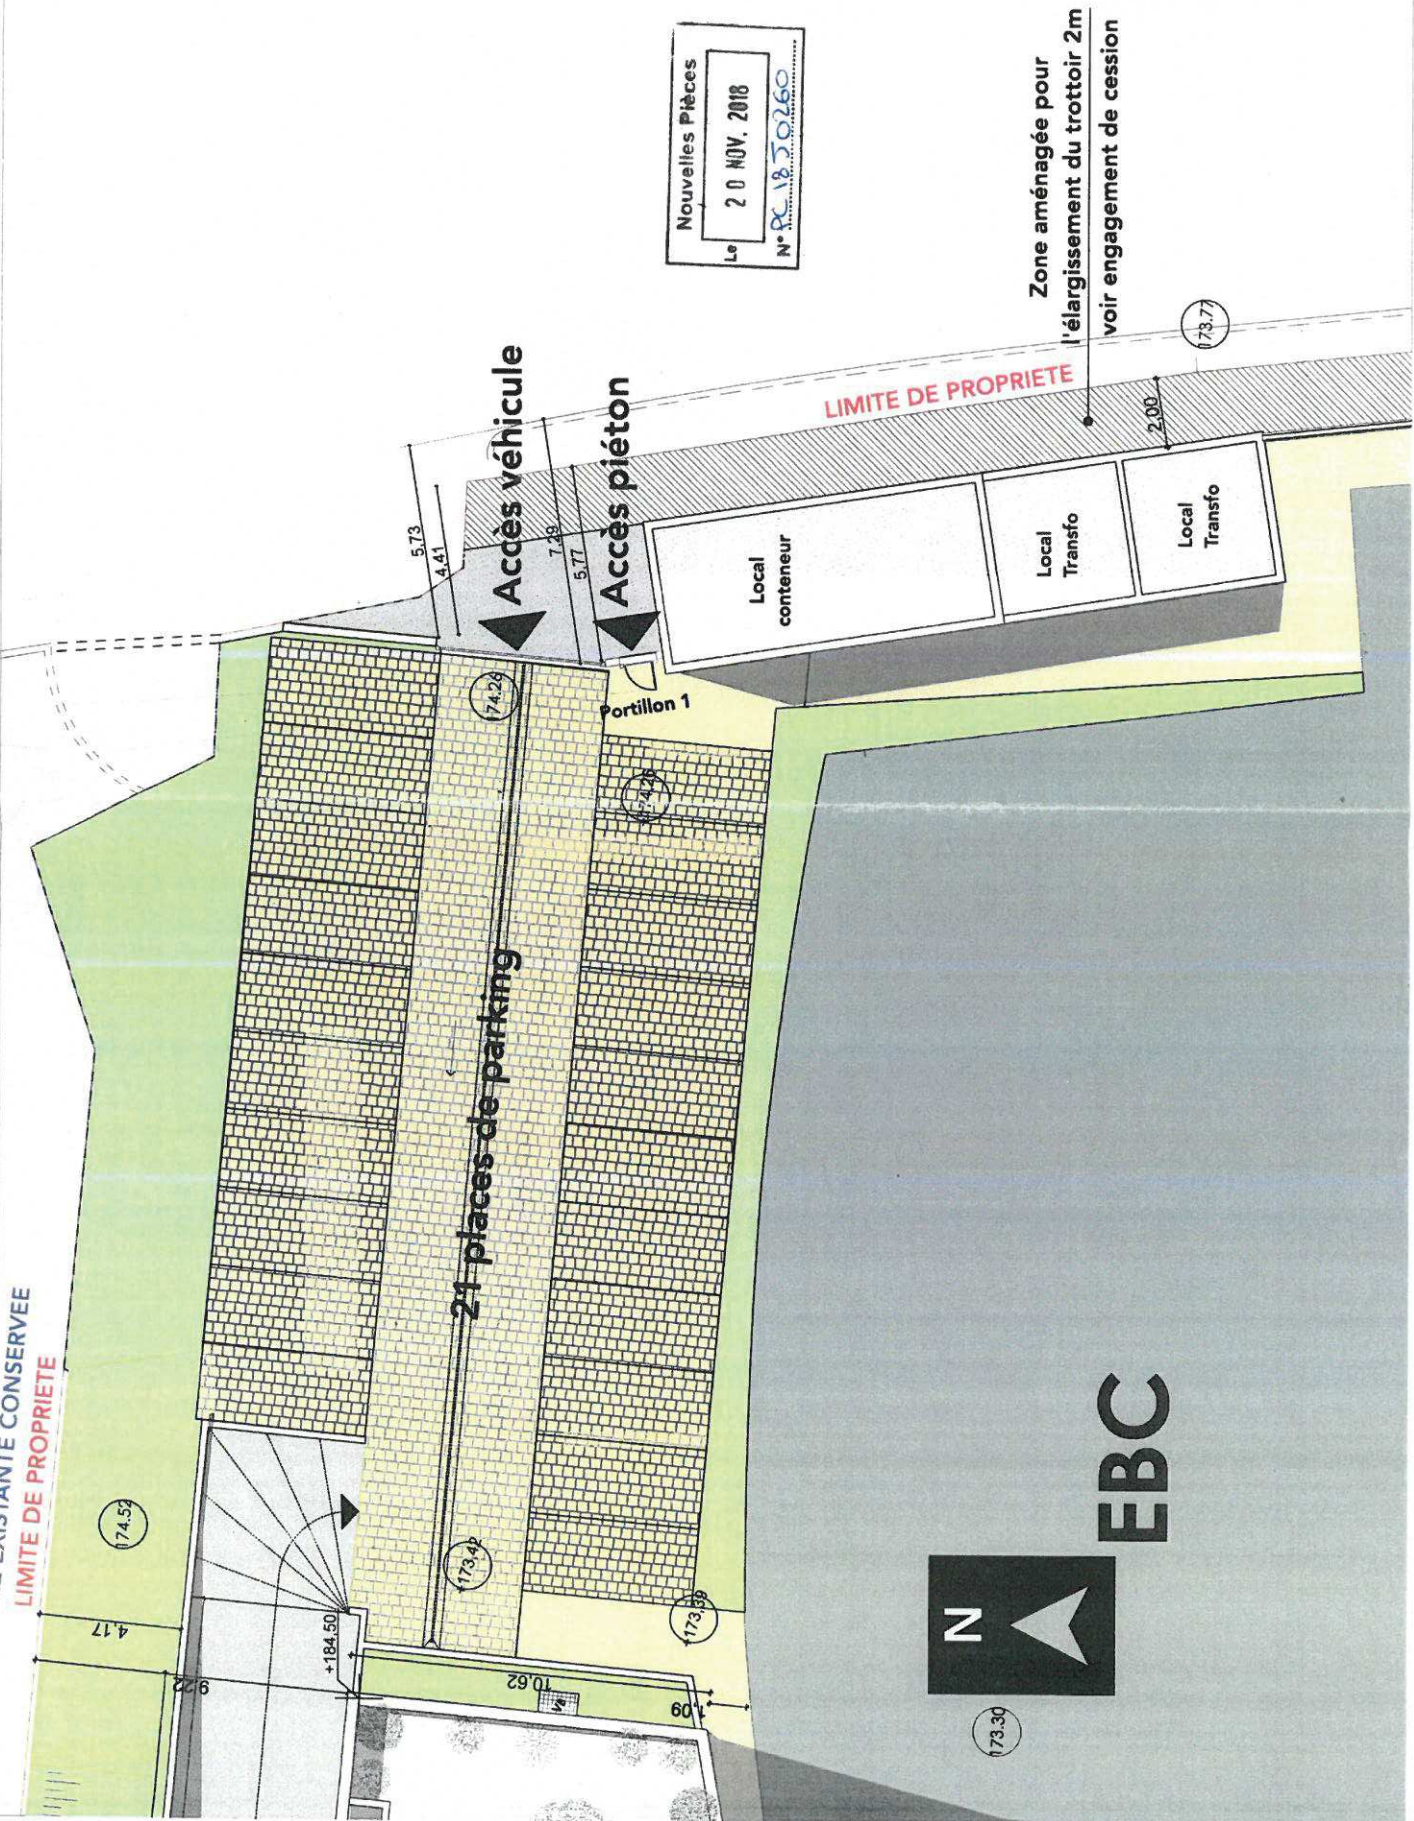 E EXISTANTE CONSERVEE
LIMITE DE PROPRIETE
174.52
4.17
9.22
+184,50
10.62
1.09
VB
+173,42
+173,39
21 places de parking
174.26
174.26
Portillon 1
5,73
4,41
7,29
5,77
Accès véhicule
Accès piéton
Nouvelles Pièces
Le 20 NOV. 2018
N° PC 18 J 0260
LIMITE DE PROPRIETE
Zone aménagée pour
l'élargissement du trottoir 2m
voir engagement de cession
173.77
2,00
Local
conteneur
Local
Transfo
Local
Transfo
N
EBC
173.30